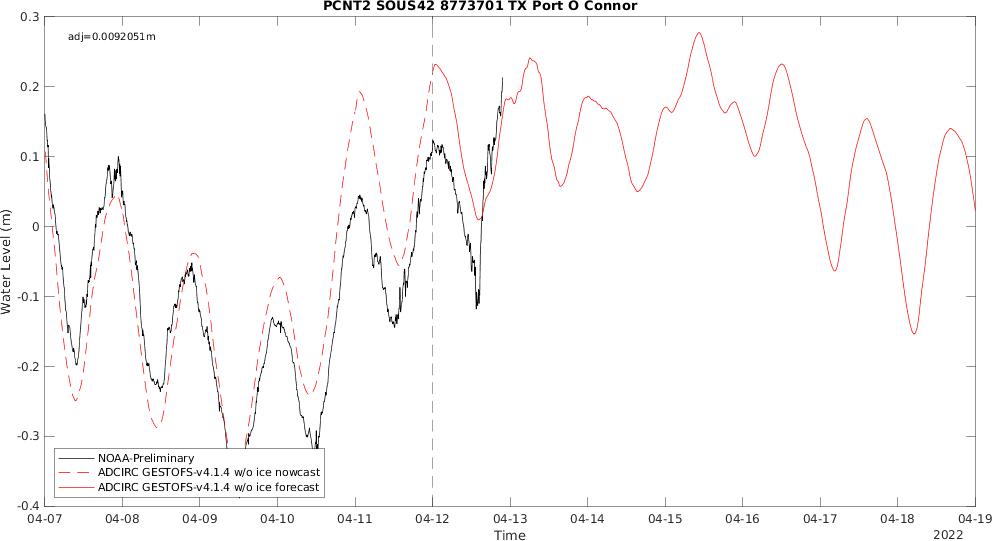 PCNT2 SOUS42 8773701 TX Port O Connor
adj=0.0092051m
0.3
0.2
0.1
0
-0.1
-0.2
-0.3
-0.4
Water Level (m)
NOAA-Preliminary
ADCIRC GESTOFS-v4.1.4 w/o ice nowcast
ADCIRC GESTOFS-v4.1.4 w/o ice forecast
04-07 04-08 04-09 04-10 04-11 04-12 04-13 04-14 04-15 04-16 04-17 04-18 04-19
Time
2022